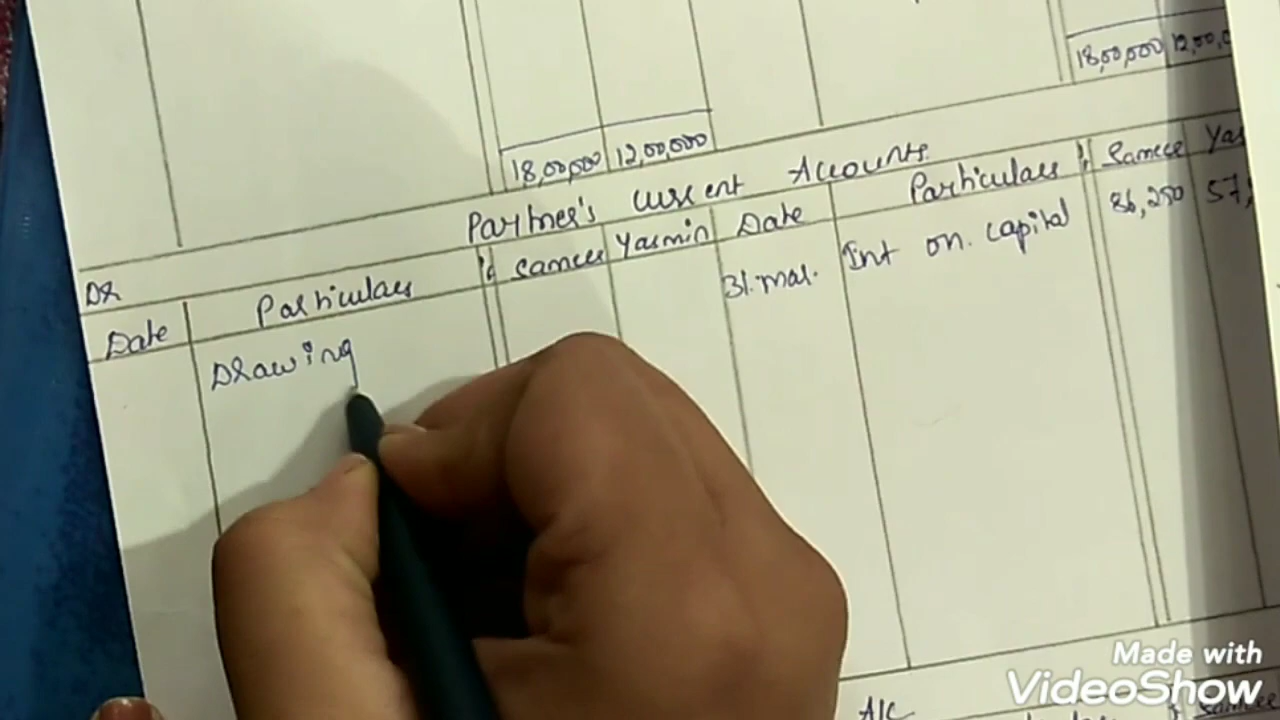 18,00,000 12,00,0
18,00,000 12,00,000
Partner's current Accounts
Dr
Date Particulars Sameer Yasmin Date Particulars Sameer Yas
Drawing 31.mar. Int on. capital 86,250 57,
A/C
Made with
VideoShow